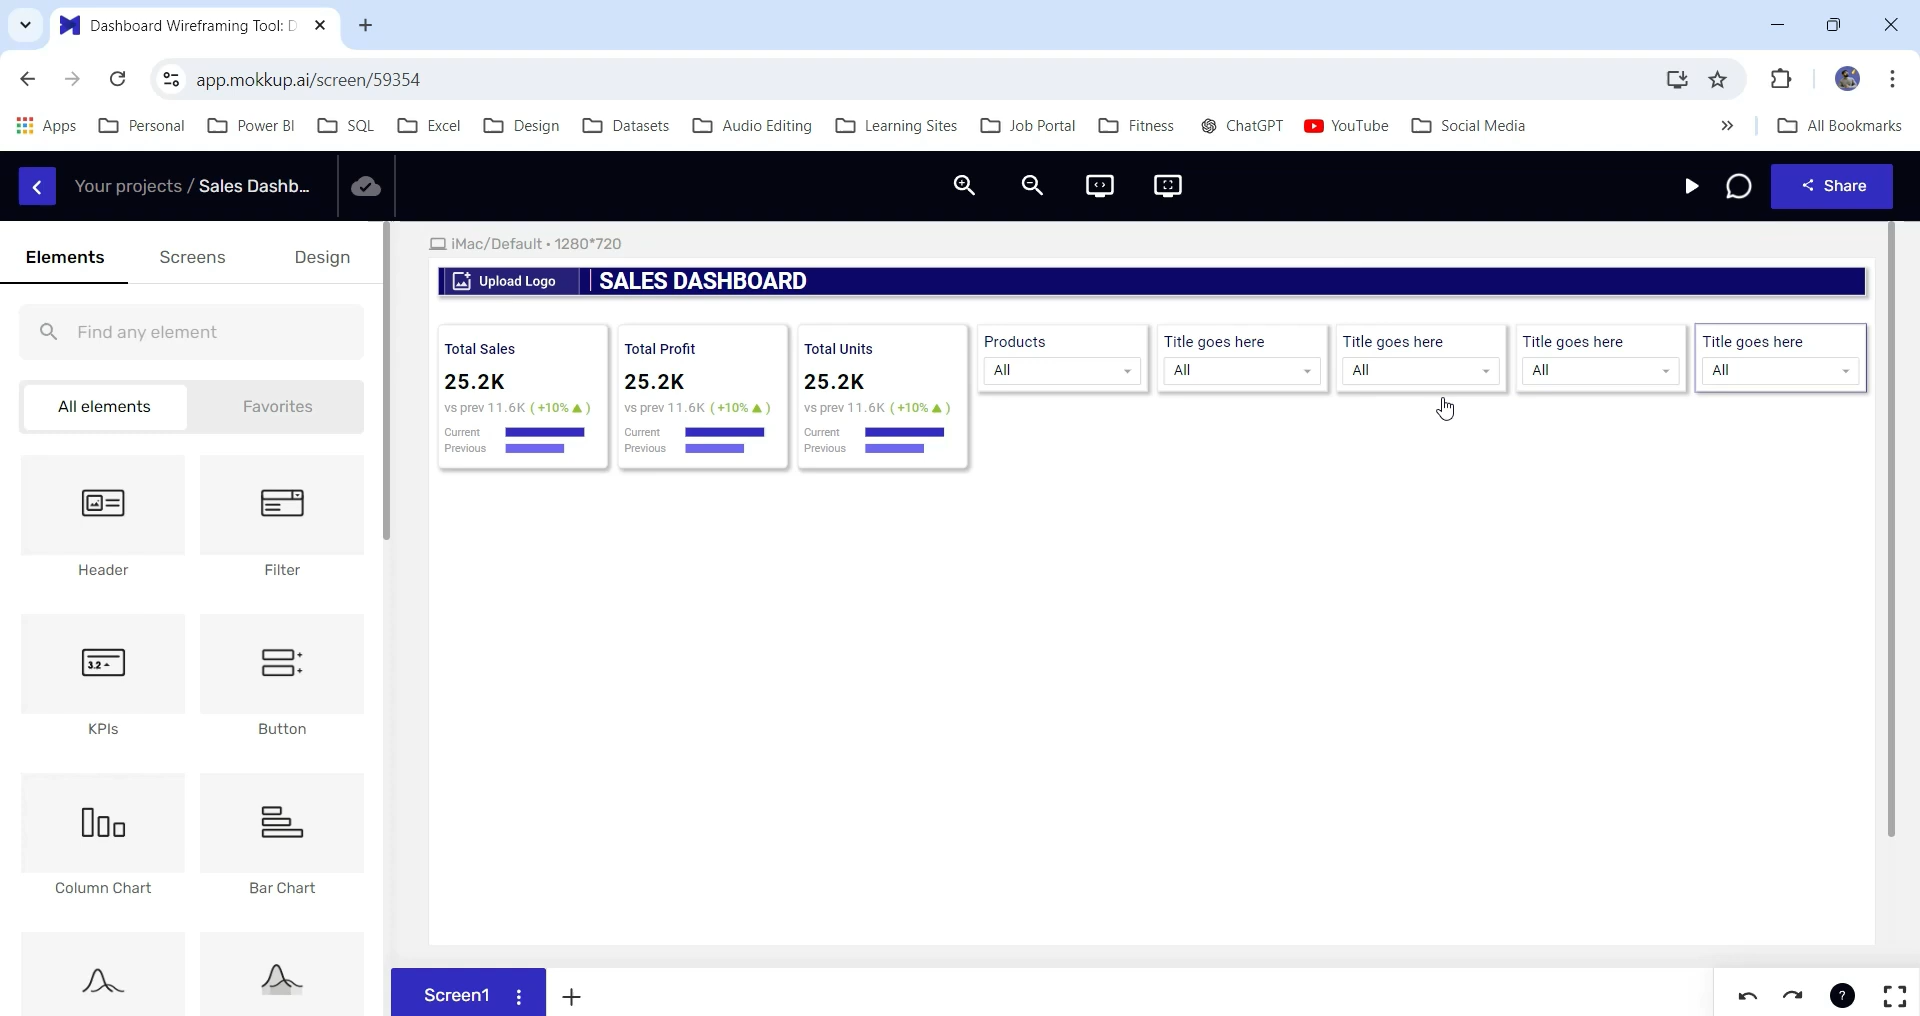 Dashboard Wireframing Tool: D
app.mokkup.ai/screen/59354
Apps Personal Power BI SQL Excel Design Datasets Audio Editing Learning Sites Job Portal Fitness ChatGPT YouTube Social Media » All Bookmarks
Your projects / Sales Dashb... Share
Elements Screens Design
iMac/Default • 1280*720
Upload Logo SALES DASHBOARD
Find any element
All elements Favorites
Total Sales
25.2K
vs prev 11.6K ( +10% ▲ )
Current
Previous
Total Profit
25.2K
vs prev 11.6K ( +10% ▲ )
Current
Previous
Total Units
25.2K
vs prev 11.6K ( +10% ▲ )
Current
Previous
Products
All
Title goes here
All
Title goes here
All
Title goes here
All
Title goes here
All
Header Filter
3.2
KPIs Button
Column Chart Bar Chart
Screen1
?